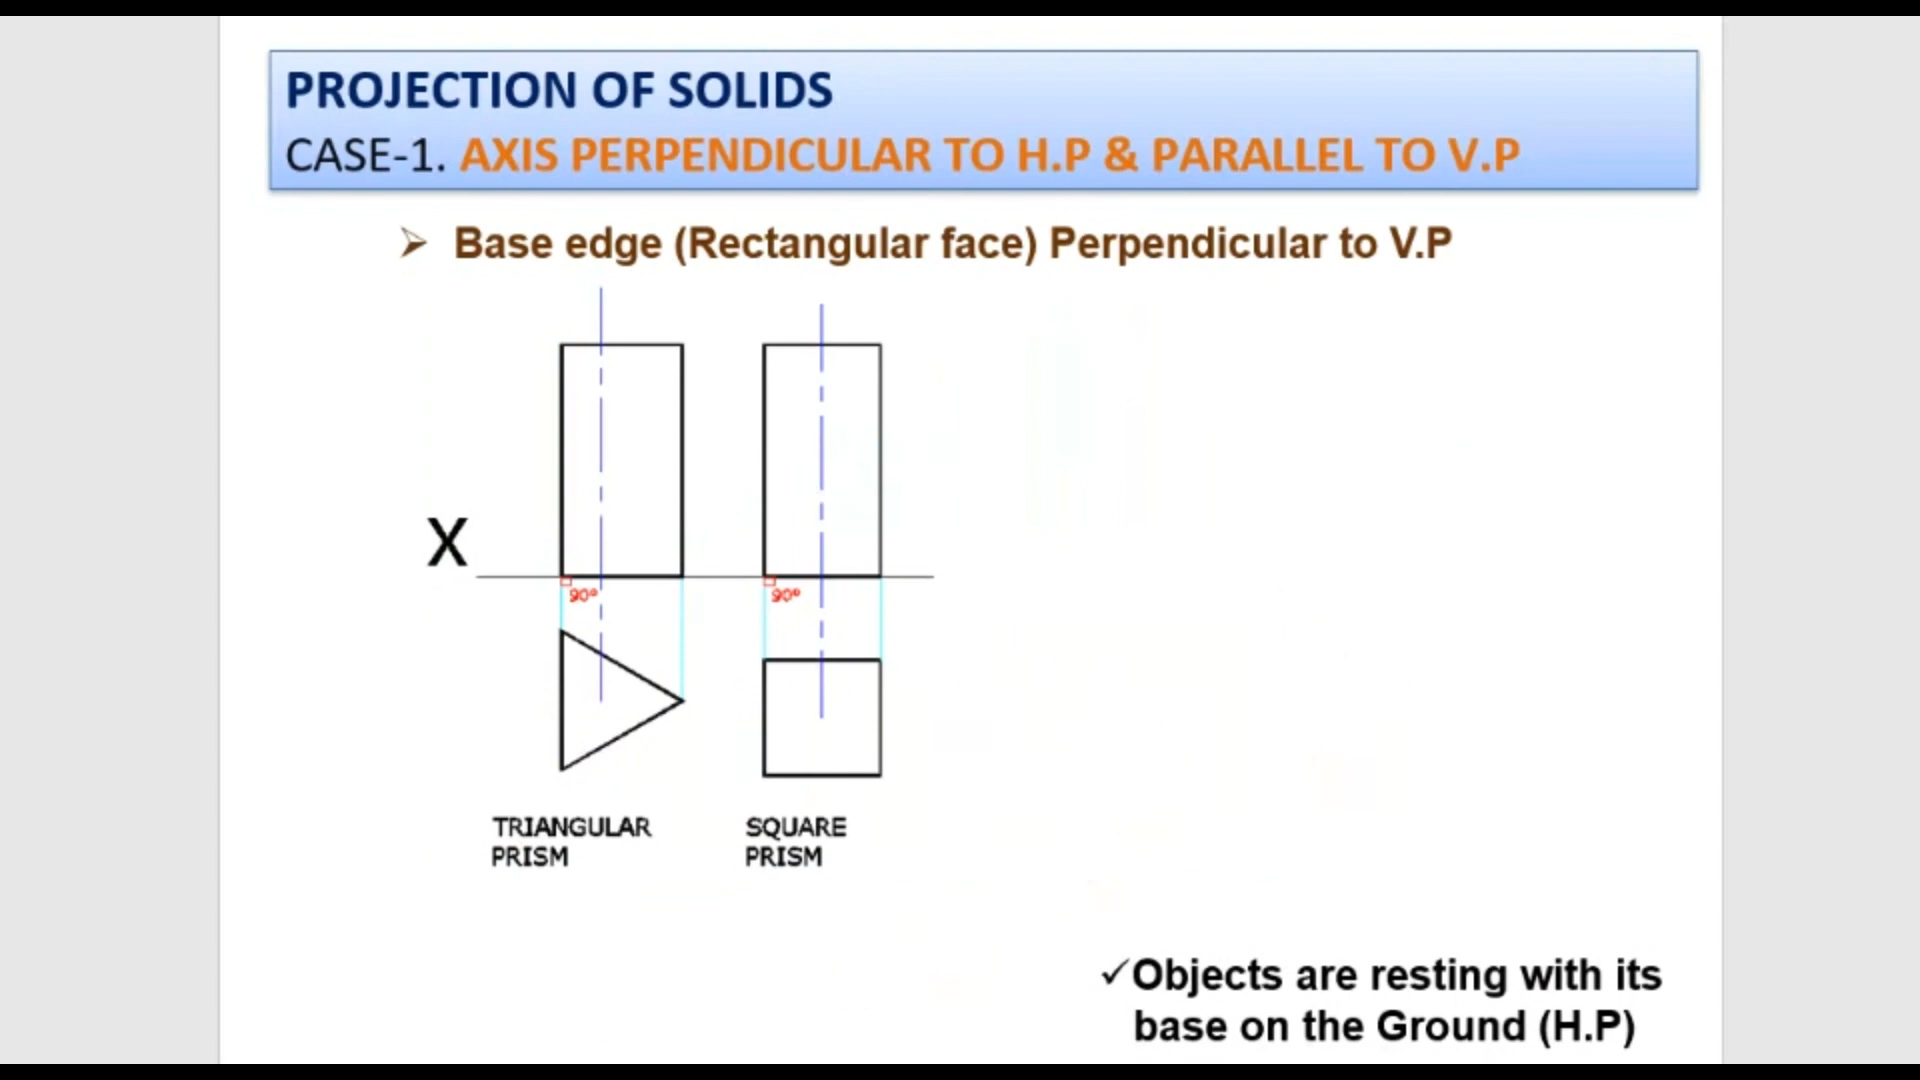 PROJECTION OF SOLIDS
CASE-1. AXIS PERPENDICULAR TO H.P & PARALLEL TO V.P
➢ Base edge (Rectangular face) Perpendicular to V.P
X
90° 90°
TRIANGULAR
PRISM
SQUARE
PRISM
✓Objects are resting with its
base on the Ground (H.P)